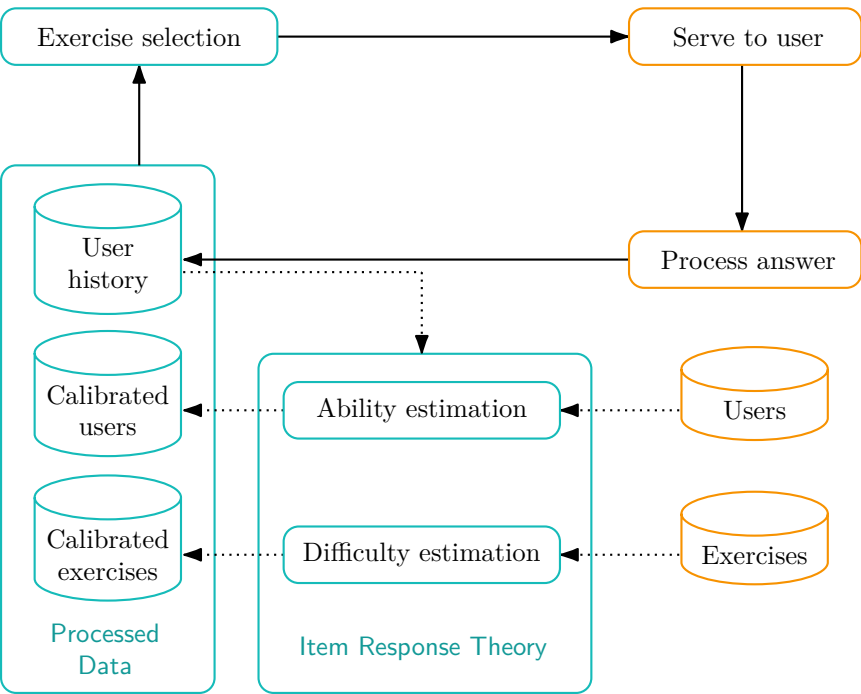 Exercise selection
Serve to user
User
history
Process answer
Calibrated
users
Ability estimation
Users
Calibrated
exercises
Difficulty estimation
Exercises
Processed
Data
Item Response Theory